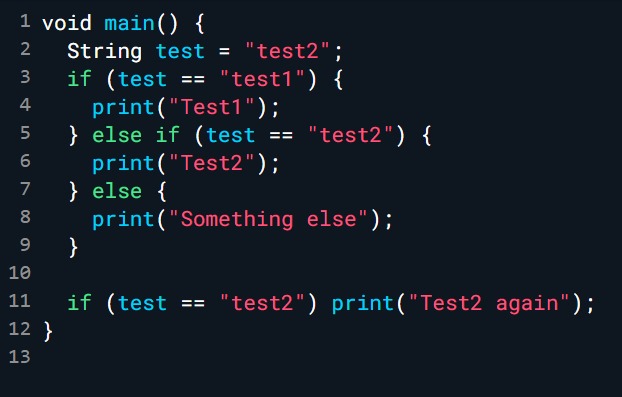 1 void main() {
2   String test = "test2";
3   if (test == "test1") {
4     print("Test1");
5   } else if (test == "test2") {
6     print("Test2");
7   } else {
8     print("Something else");
9   }
10
11   if (test == "test2") print("Test2 again");
12 }
13